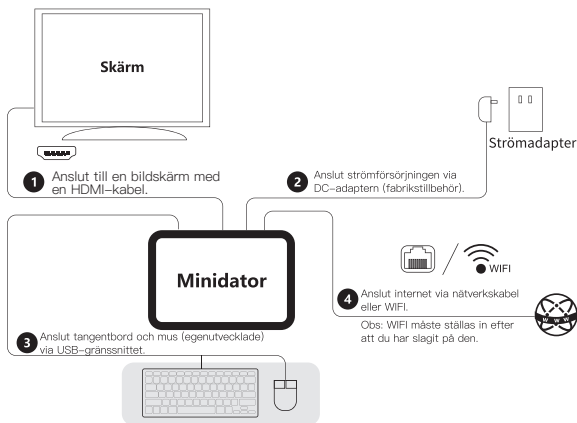 Skärm
Strömadapter
1
Anslut till en bildskärm med
en HDMI-kabel.
2
Anslut strömförsörjningen via
DC-adaptern (fabrikstillbehör).
Minidator
WIFI
3
Anslut tangentbord och mus (egenutvecklade)
via USB-gränssnittet.
4
Anslut internet via nätverkskabel
eller WIFI.
Obs: WIFI måste ställas in efter
att du har slagit på den.
WWW